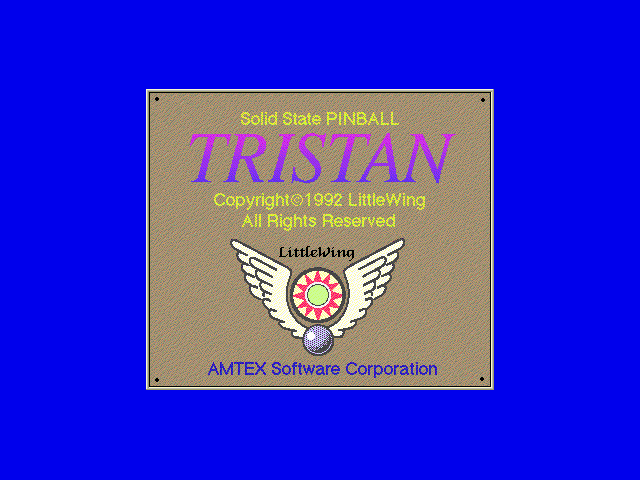 Solid State PINBALL
TRISTAN
Copyright©1992 LittleWing
All Rights Reserved
LittleWing
AMTEX Software Corporation